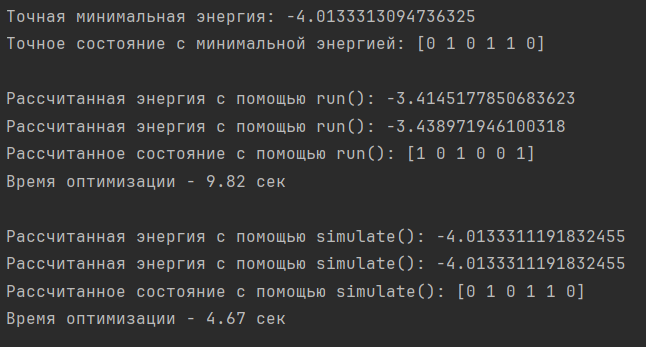 Точная минимальная энергия: -4.0133313094736325
Точное состояние с минимальной энергией: [0 1 0 1 1 0]
Рассчитанная энергия с помощью run(): -3.4145177850683623
Рассчитанная энергия с помощью run(): -3.438971946100318
Рассчитанное состояние с помощью run(): [1 0 1 0 0 1]
Время оптимизации - 9.82 сек
Рассчитанная энергия с помощью simulate(): -4.0133311191832455
Рассчитанная энергия с помощью simulate(): -4.0133311191832455
Рассчитанное состояние с помощью simulate(): [0 1 0 1 1 0]
Время оптимизации - 4.67 сек